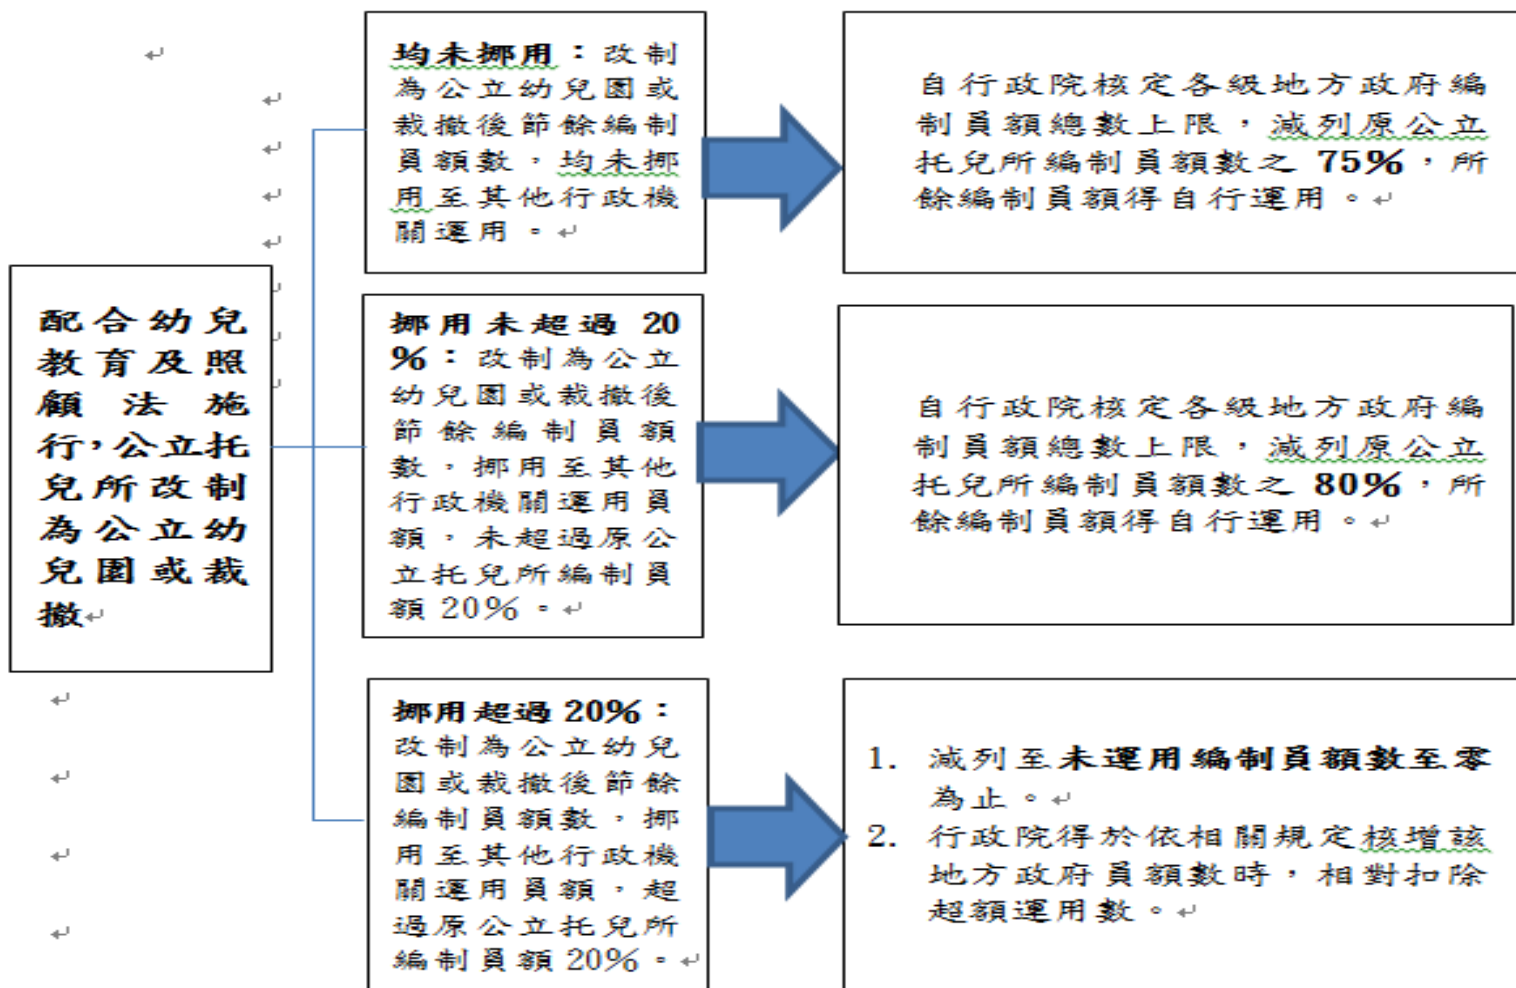 配合幼兒
教育及照
顧法施
行，公立托
兒所改制
為公立幼
兒園或裁
撤
均未挪用：改制
為公立幼兒園或
裁撤後節餘編制
員額數，均未挪
用至其他行政機
關運用。
自行政院核定各級地方政府編
制員額總數上限，減列原公立
托兒所編制員額數之 75%，所
餘編制員額得自行運用。
挪用未超過 20
%：改制為公立
幼兒園或裁撤後
節餘編制員額
數，挪用至其他
行政機關運用員
額，未超過原公
立托兒所編制員
額 20%。
自行政院核定各級地方政府編
制員額總數上限，減列原公立
托兒所編制員額數之 80%，所
餘編制員額得自行運用。
挪用超過 20%：
改制為公立幼兒
園或裁撤後節餘
編制員額數，挪
用至其他行政機
關運用員額，超
過原公立托兒所
編制員額 20%。
1. 減列至未運用編制員額數至零
為止。
2. 行政院得於依相關規定核增該
地方政府員額數時，相對扣除
超額運用數。